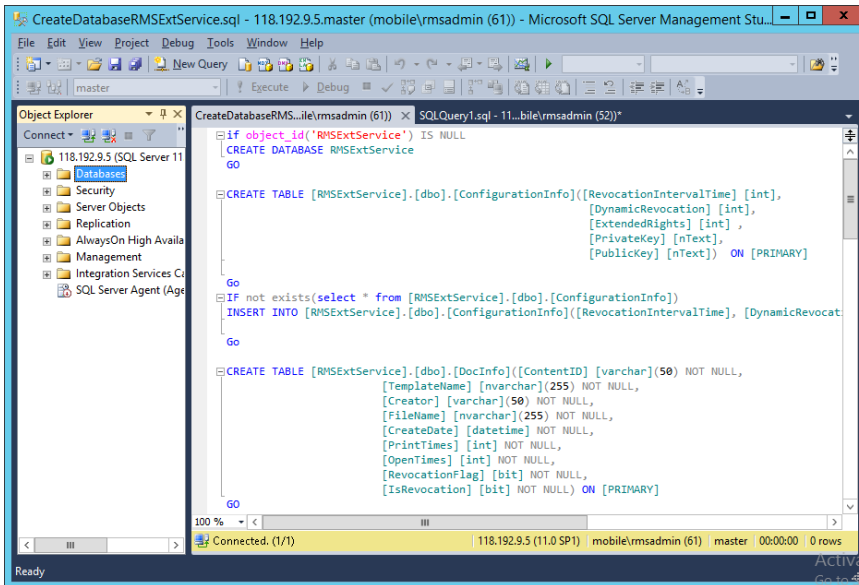 CreateDatabaseRMSExtService.sql - 118.192.9.5.master (mobile\rmsadmin (61)) - Microsoft SQL Server Management Stu...
File Edit View Project Debug Tools Window Help
New Query
master Execute Debug
Object Explorer
Connect
118.192.9.5 (SQL Server 11
Databases
Security
Server Objects
Replication
AlwaysOn High Availa
Management
Integration Services Ca
SQL Server Agent (Age
CreateDatabaseRMS...ile\rmsadmin (61)) SQLQuery1.sql - 11...bile\rmsadmin (52))*
if object_id('RMSExtService') IS NULL
CREATE DATABASE RMSExtService
GO
CREATE TABLE [RMSExtService].[dbo].[ConfigurationInfo]([RevocationIntervalTime] [int],
[DynamicRevocation] [int],
[ExtendedRights] [int] ,
[PrivateKey] [nText],
[PublicKey] [nText]) ON [PRIMARY]
Go
IF not exists(select * from [RMSExtService].[dbo].[ConfigurationInfo])
INSERT INTO [RMSExtService].[dbo].[ConfigurationInfo]([RevocationIntervalTime], [DynamicRevocat
Go
CREATE TABLE [RMSExtService].[dbo].[DocInfo]([ContentID] [varchar](50) NOT NULL,
[TemplateName] [nvarchar](255) NOT NULL,
[Creator] [varchar](50) NOT NULL,
[FileName] [nvarchar](255) NOT NULL,
[CreateDate] [datetime] NOT NULL,
[PrintTimes] [int] NOT NULL,
[OpenTimes] [int] NOT NULL,
[RevocationFlag] [bit] NOT NULL,
[IsRevocation] [bit] NOT NULL) ON [PRIMARY]
GO
100 %
Connected. (1/1) 118.192.9.5 (11.0 SP1) mobile\rmsadmin (61) master 00:00:00 0 rows
Ready
Activ